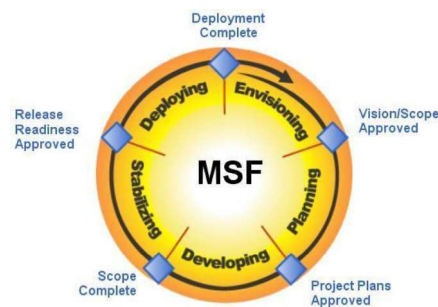 Deployment
Complete
Deploying
Envisioning
Release
Readiness
Approved
Vision/Scope
Approved
MSF
Stabilizing
Planning
Developing
Scope
Complete
Project Plans
Approved